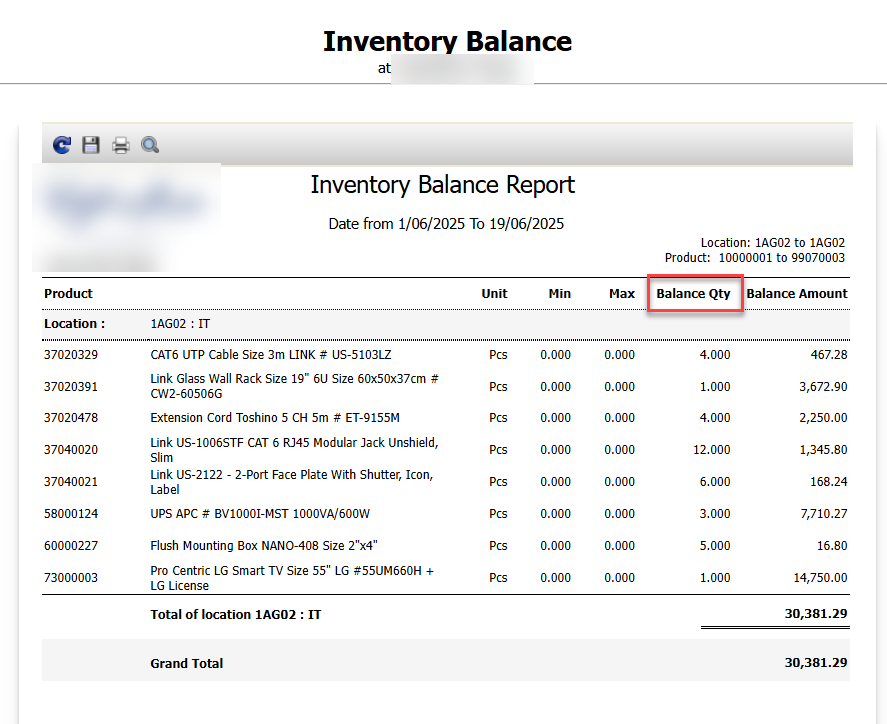 Inventory Balance
at
Inventory Balance Report
Date from 1/06/2025 To 19/06/2025
Location: 1AG02 to 1AG02
Product: 10000001 to 99070003
Product Unit Min Max Balance Qty Balance Amount
Location : 1AG02 : IT
37020329 CAT6 UTP Cable Size 3m LINK # US-5103LZ Pcs 0.000 0.000 4.000 467.28
37020391 Link Glass Wall Rack Size 19" 6U Size 60x50x37cm # Pcs 0.000 0.000 1.000 3,672.90
CW2-60506G
37020478 Extension Cord Toshino 5 CH 5m # ET-9155M Pcs 0.000 0.000 4.000 2,250.00
37040020 Link US-1006STF CAT 6 RJ45 Modular Jack Unshield, Pcs 0.000 0.000 12.000 1,345.80
Slim
37040021 Link US-2122 - 2-Port Face Plate With Shutter, Icon, Pcs 0.000 0.000 6.000 168.24
Label
58000124 UPS APC # BV1000I-MST 1000VA/600W Pcs 0.000 0.000 3.000 7,710.27
60000227 Flush Mounting Box NANO-408 Size 2"x4" Pcs 0.000 0.000 5.000 16.80
73000003 Pro Centric LG Smart TV Size 55" LG #55UM660H + Pcs 0.000 0.000 1.000 14,750.00
LG License
Total of location 1AG02 : IT 30,381.29
Grand Total 30,381.29